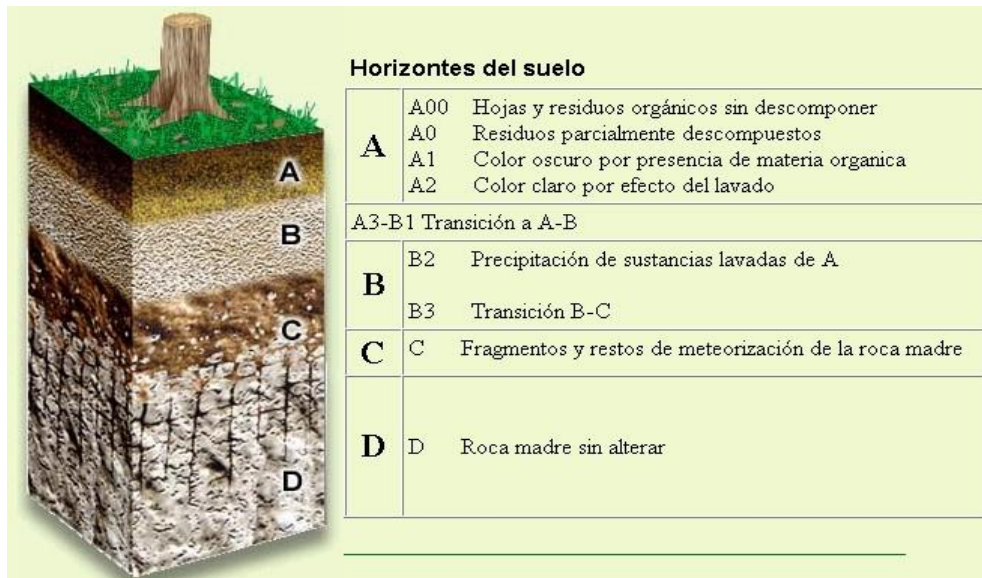 Horizontes del suelo
A
A00 Hojas y residuos orgánicos sin descomponer
A0 Residuos parcialmente descompuestos
A1 Color oscuro por presencia de materia organica
A2 Color claro por efecto del lavado
A3-B1 Transición a A-B
B
B2 Precipitación de sustancias lavadas de A
B3 Transición B-C
C
C Fragmentos y restos de meteorización de la roca madre
D
D Roca madre sin alterar
A
B
C
D